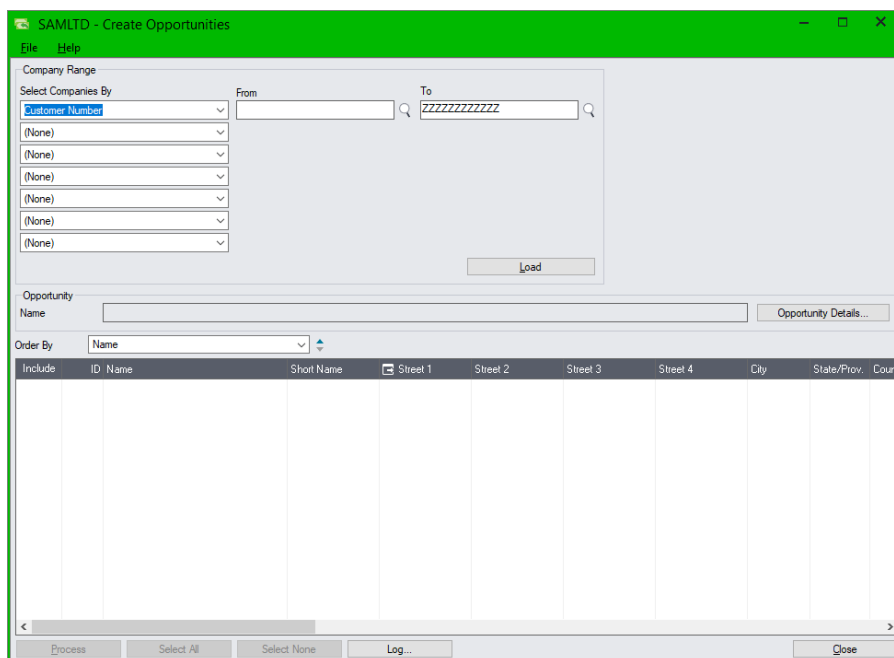 SAMLTD - Create Opportunities
File Help
Company Range
Select Companies By From To
Customer Number ZZZZZZZZZZZZ
(None)
(None)
(None)
(None)
(None)
(None)
Load
Opportunity
Name Opportunity Details...
Order By Name
Include ID Name Short Name Street 1 Street 2 Street 3 Street 4 City State/Prov. Coun
Process Select All Select None Log... Close